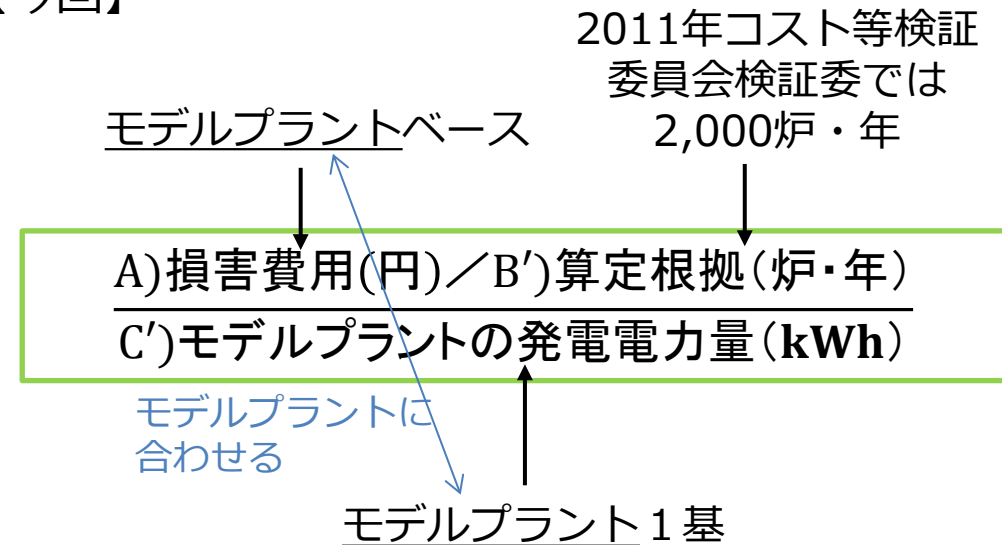 今回】
2011年コスト等検証
委員会検証委では
2,000炉・年
モデルプラントベース
A)損害費用(円)／B′)算定根拠(炉・年)
C′)モデルプラントの発電電力量(kWh)
モデルプラントに
合わせる
モデルプラント１基